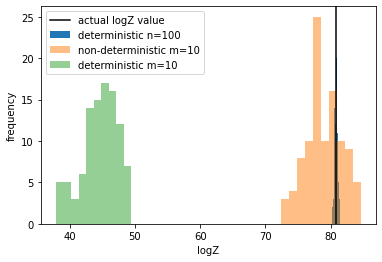 actual logZ value
deterministic n=100
non-deterministic m=10
deterministic m=10
25
20
15
10
5
0
frequency
40
50
60
70
80
logZ